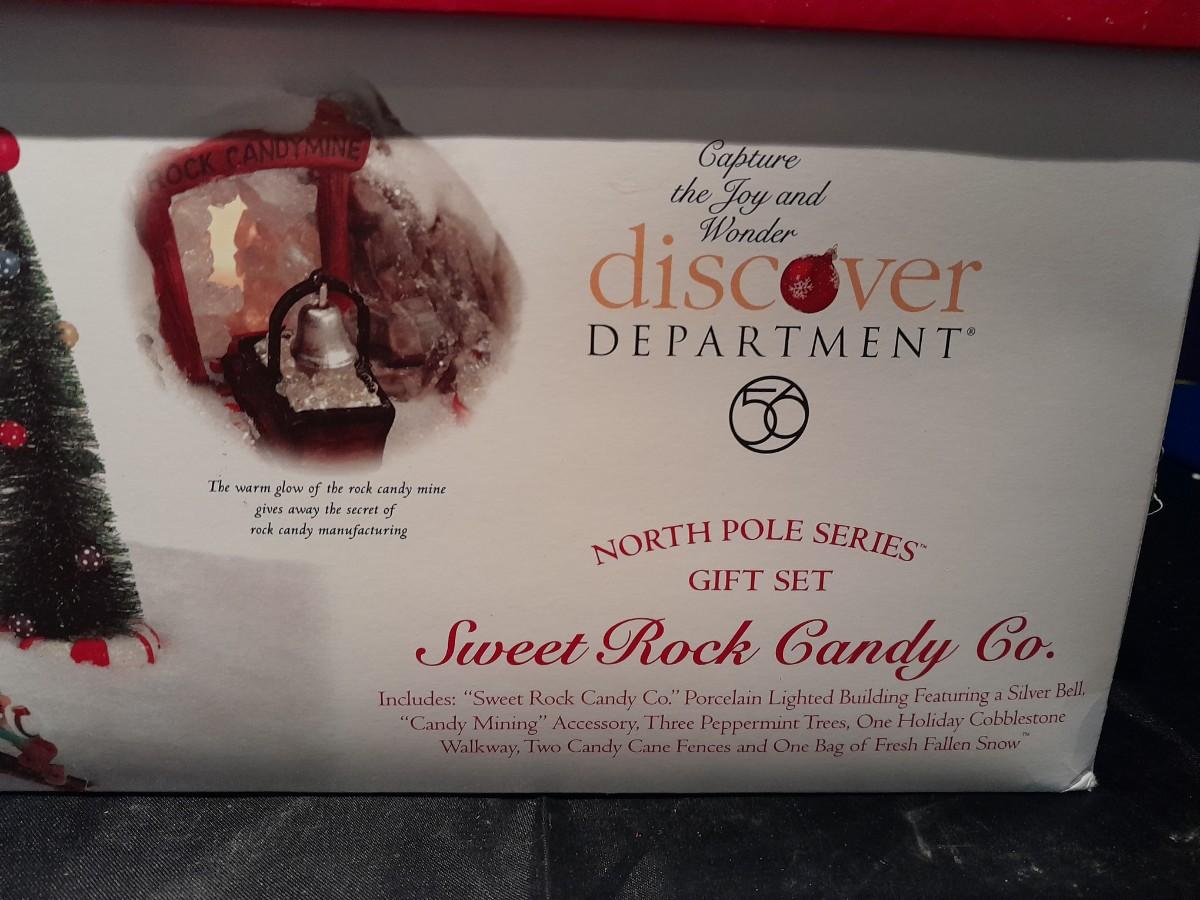 ROCK CANDYMINE
The warm glow of the rock candy mine
gives away the secret of
rock candy manufacturing
Capture
the Joy and
Wonder
discover
DEPARTMENT®
56
NORTH POLE SERIES™
GIFT SET
Sweet Rock Candy Co.
Includes: “Sweet Rock Candy Co.” Porcelain Lighted Building Featuring a Silver Bell,
“Candy Mining” Accessory, Three Peppermint Trees, One Holiday Cobblestone
Walkway, Two Candy Cane Fences and One Bag of Fresh Fallen Snow™